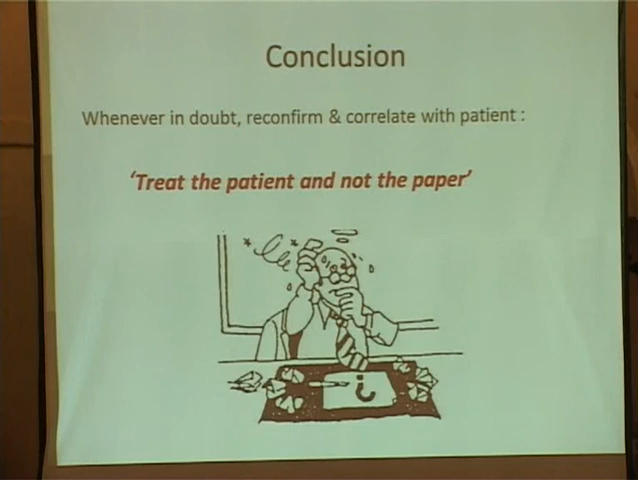 Conclusion
Whenever in doubt, reconfirm & correlate with patient :
‘Treat the patient and not the paper’
?